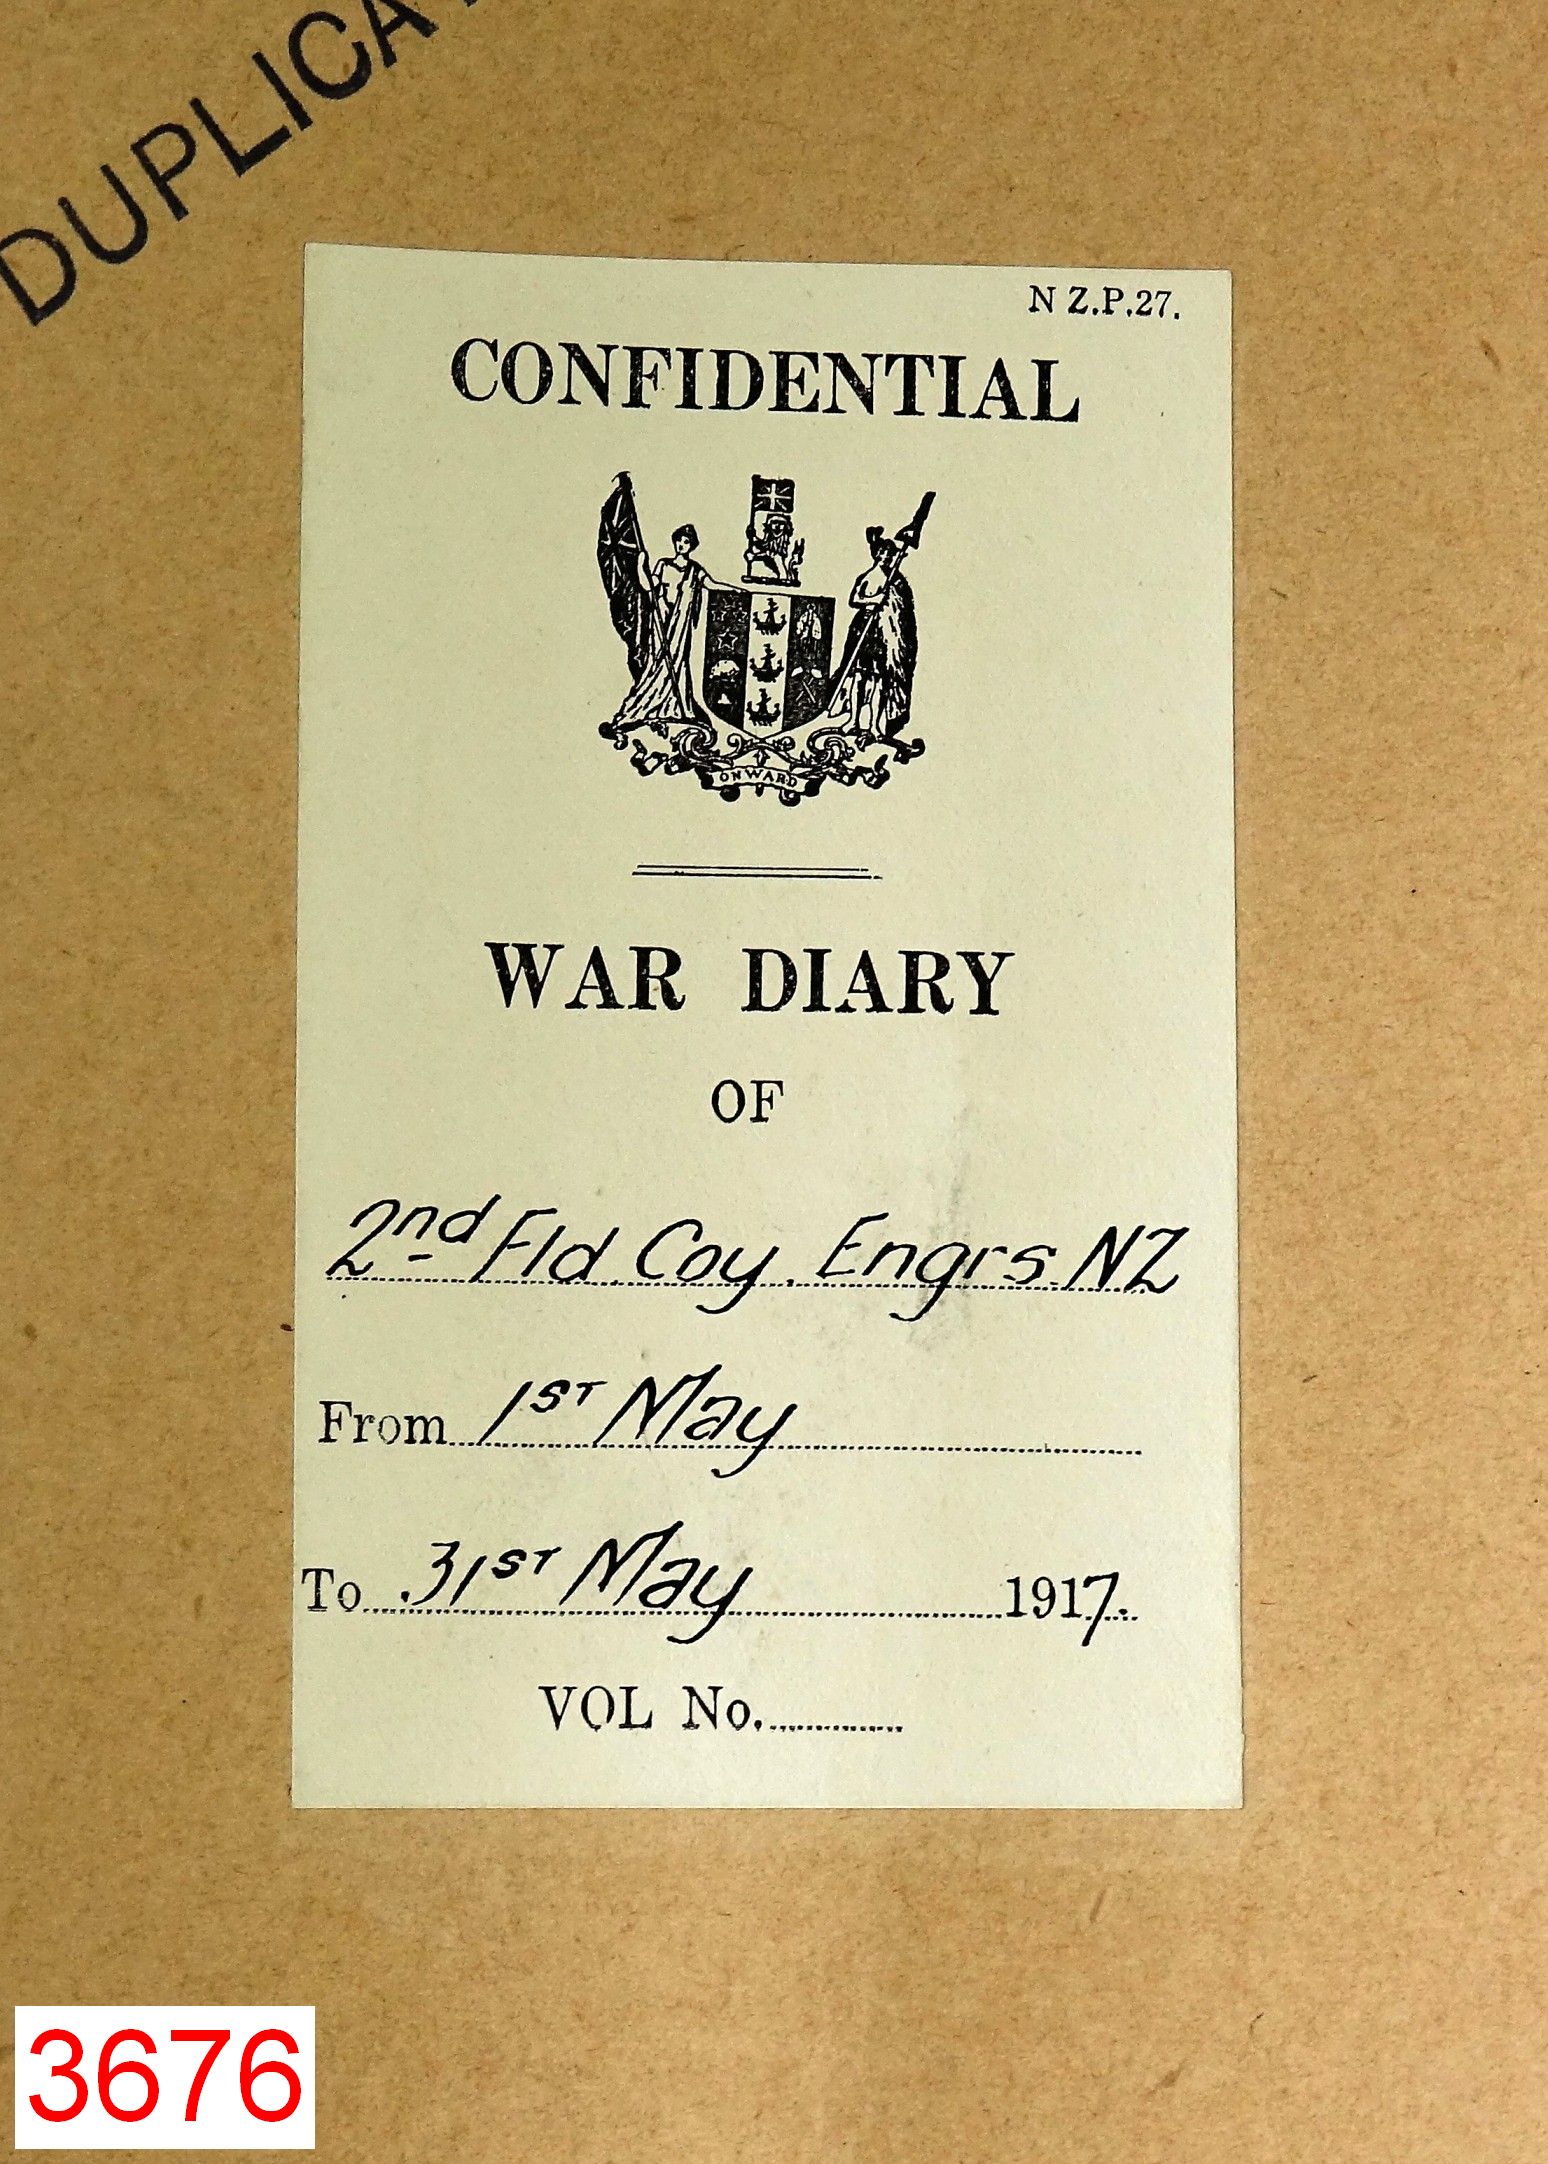 DUPLICA
N Z.P.27.
CONFIDENTIAL
ONWARD
WAR DIARY
OF
2nd Fld. Coy. Engrs. NZ
From 1ST May
To 31ST May 1917.
VOL No.
3676